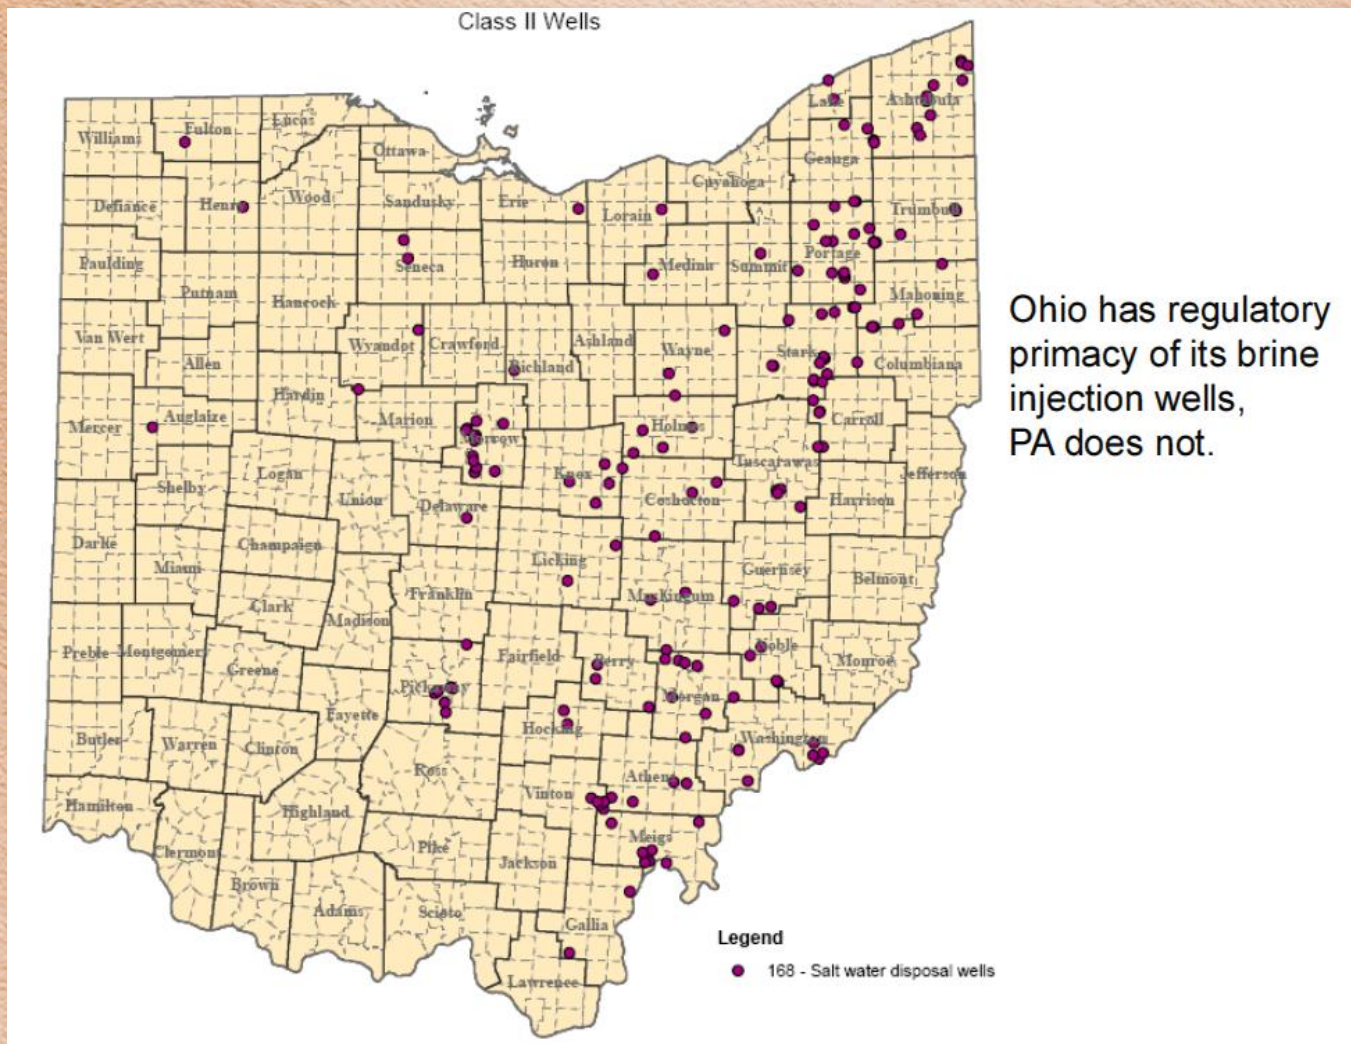 Class II Wells
Lake
Ashtabula
Lucas
Fulton
Williams
Ottawa
Geauga
Cuyahoga
Wood
Sandusky
Erie
Henry
Defiance
Lorain
Trumbull
Portage
Paulding
Seneca
Huron
Medina
Summit
Putnam
Hancock
Mahoning
Ohio has regulatory
primacy of its brine
injection wells,
PA does not.
Van Wert
Wyandot
Crawford
Ashland
Wayne
Stark
Allen
Richland
Columbiana
Hardin
Auglaize
Marion
Mercer
Holmes
Carroll
Morrow
Tuscarawas
Logan
Knox
Jefferson
Shelby
Union
Coshocton
Harrison
Delaware
Darke
Champaign
Miami
Licking
Guernsey
Belmont
Clark
Franklin
Muskingum
Madison
Preble
Montgomery
Fairfield
Perry
Noble
Monroe
Greene
Pickaway
Morgan
Fayette
Hocking
Butler
Warren
Clinton
Washington
Ross
Athens
Vinton
Hamilton
Highland
Meigs
Pike
Jackson
Clermont
Brown
Adams
Scioto
Gallia
Legend
168 - Salt water disposal wells
Lawrence